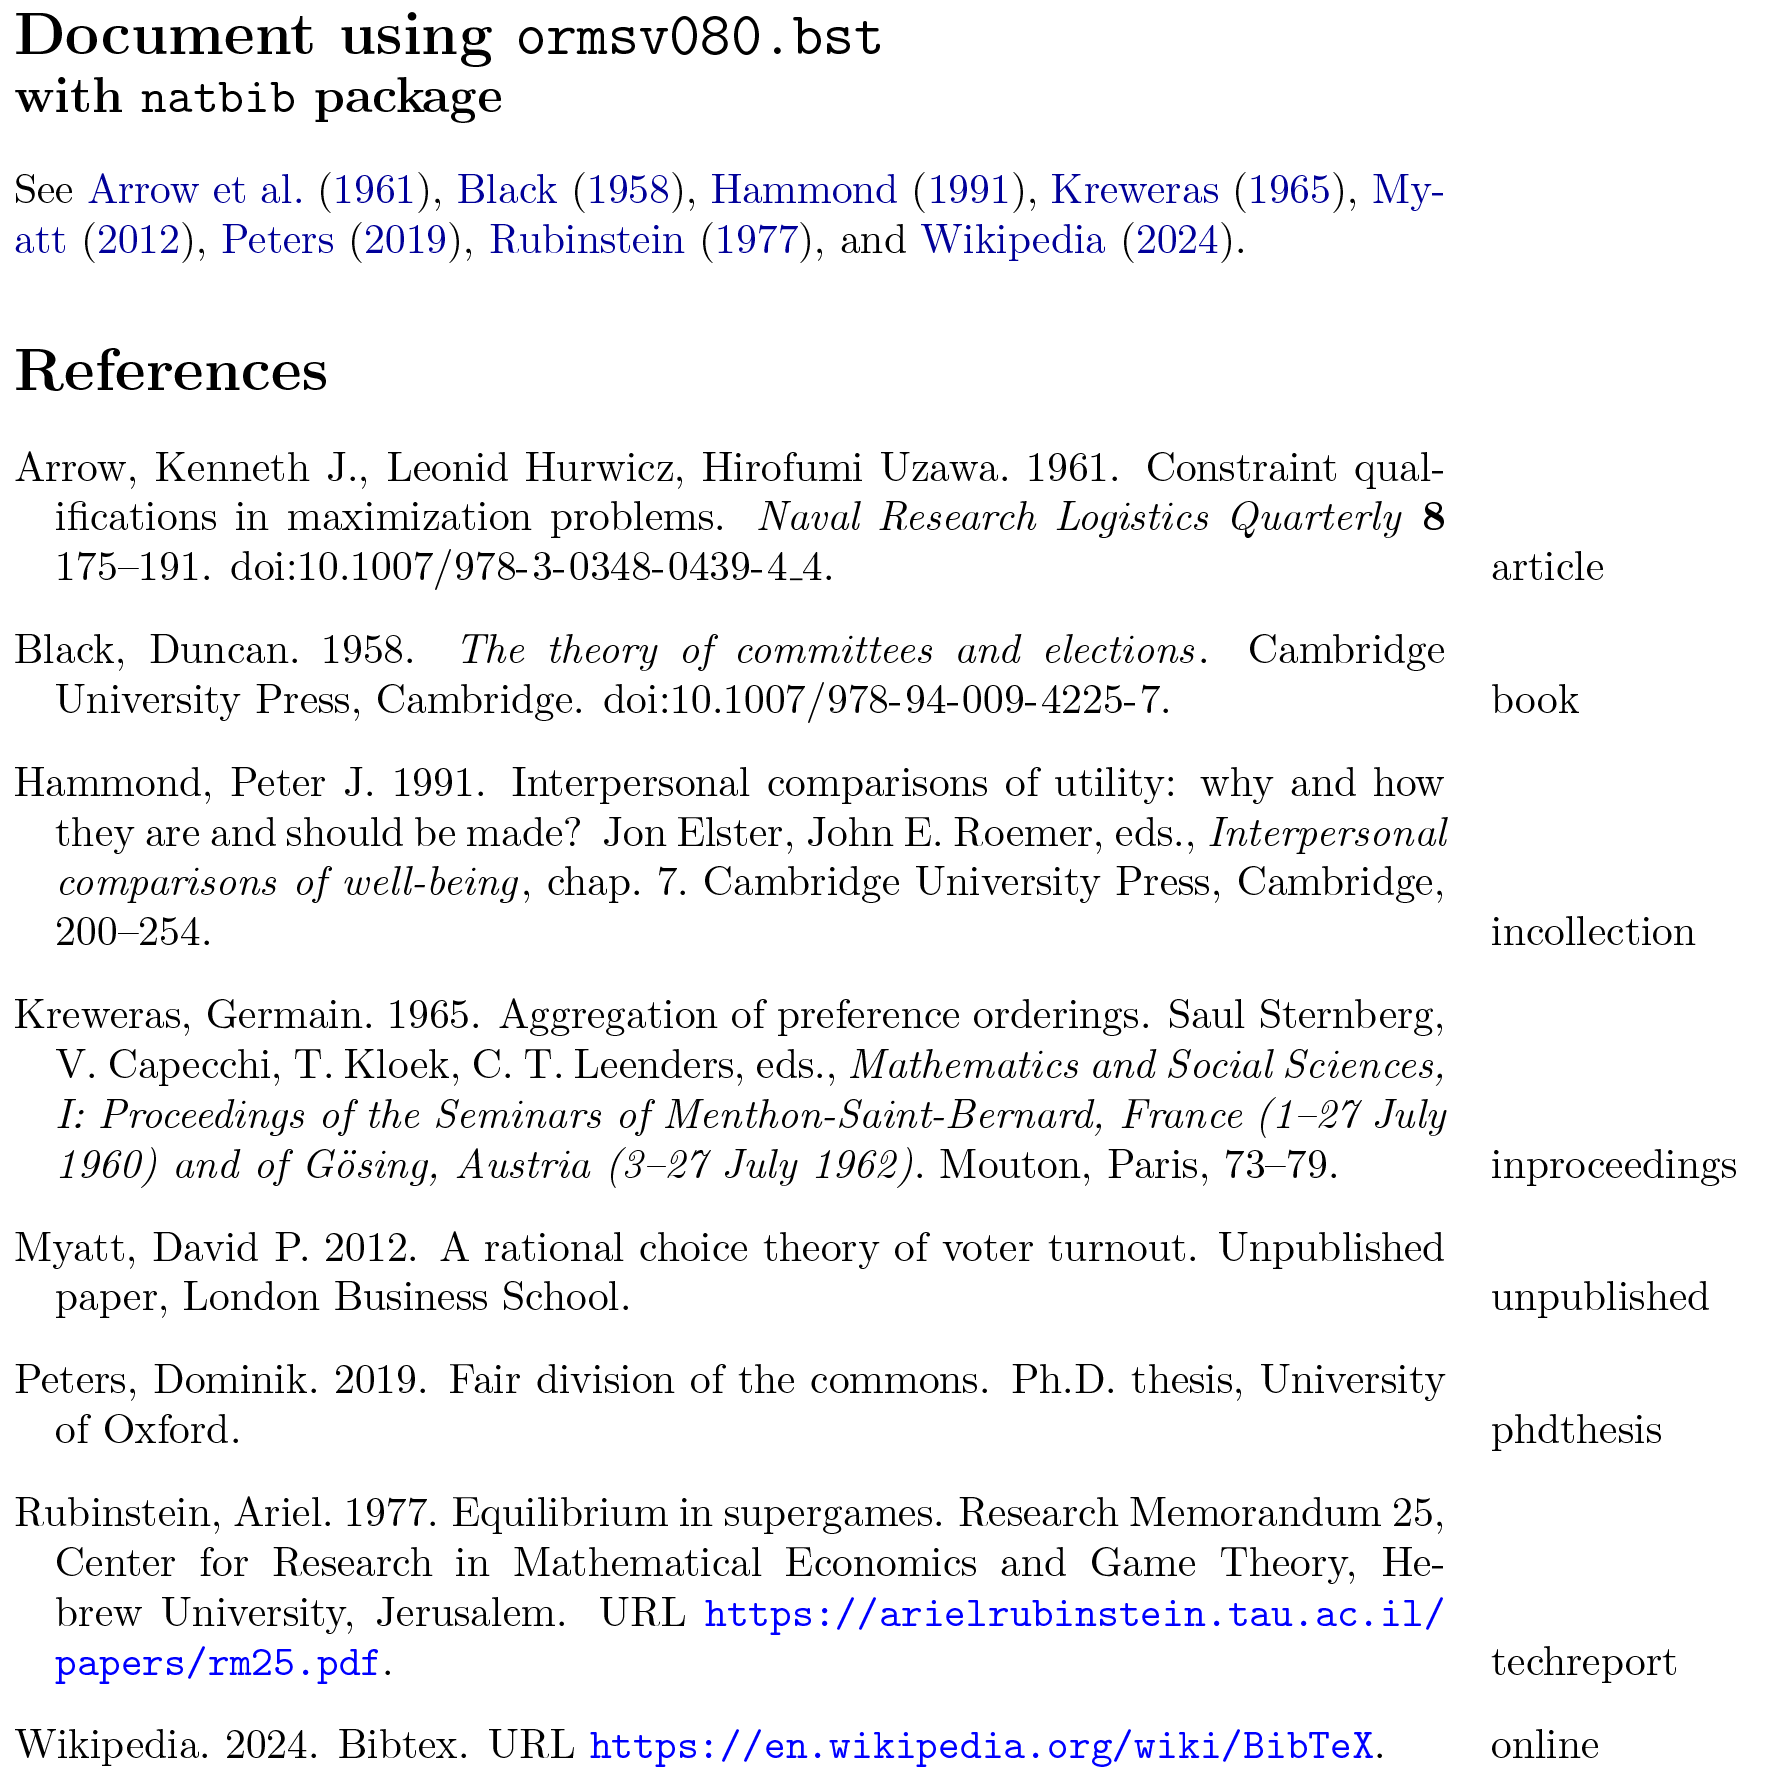 Document using ormsv080.bst
with natbib package
See Arrow et al. (1961), Black (1958), Hammond (1991), Kreweras (1965), My-
att (2012), Peters (2019), Rubinstein (1977), and Wikipedia (2024).
References
Arrow, Kenneth J., Leonid Hurwicz, Hirofumi Uzawa. 1961. Constraint qual-
ifications in maximization problems. Naval Research Logistics Quarterly 8
175–191. doi:10.1007/978-3-0348-0439-4_4. article
Black, Duncan. 1958. The theory of committees and elections. Cambridge
University Press, Cambridge. doi:10.1007/978-94-009-4225-7. book
Hammond, Peter J. 1991. Interpersonal comparisons of utility: why and how
they are and should be made? Jon Elster, John E. Roemer, eds., Interpersonal
comparisons of well-being, chap. 7. Cambridge University Press, Cambridge,
200–254. incollection
Kreweras, Germain. 1965. Aggregation of preference orderings. Saul Sternberg,
V. Capecchi, T. Kloek, C. T. Leenders, eds., Mathematics and Social Sciences,
I: Proceedings of the Seminars of Menthon-Saint-Bernard, France (1–27 July
1960) and of Gösing, Austria (3–27 July 1962). Mouton, Paris, 73–79. inproceedings
Myatt, David P. 2012. A rational choice theory of voter turnout. Unpublished
paper, London Business School. unpublished
Peters, Dominik. 2019. Fair division of the commons. Ph.D. thesis, University
of Oxford. phdthesis
Rubinstein, Ariel. 1977. Equilibrium in supergames. Research Memorandum 25,
Center for Research in Mathematical Economics and Game Theory, He-
brew University, Jerusalem. URL https://arielrubinstein.tau.ac.il/
papers/rm25.pdf. techreport
Wikipedia. 2024. Bibtex. URL https://en.wikipedia.org/wiki/BibTeX. online